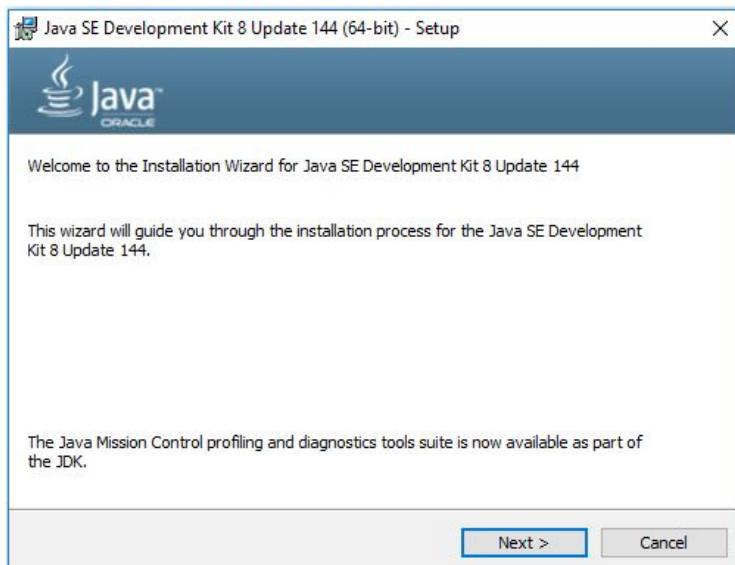 Java SE Development Kit 8 Update 144 (64-bit) - Setup
Java™
ORACLE
Welcome to the Installation Wizard for Java SE Development Kit 8 Update 144
This wizard will guide you through the installation process for the Java SE Development
Kit 8 Update 144.
The Java Mission Control profiling and diagnostics tools suite is now available as part of
the JDK.
Next >
Cancel